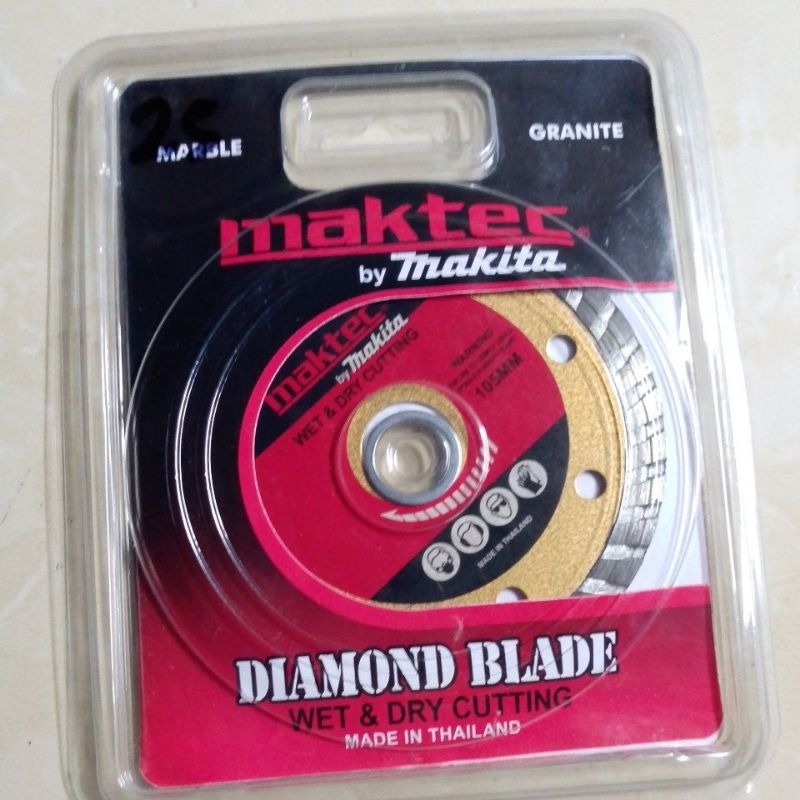 25
MARBLE
GRANITE
maktec®
by makita
maktec
by makita
WET & DRY CUTTING
WARNING
105MM
MADE IN THAILAND
DIAMOND BLADE
WET & DRY CUTTING
MADE IN THAILAND